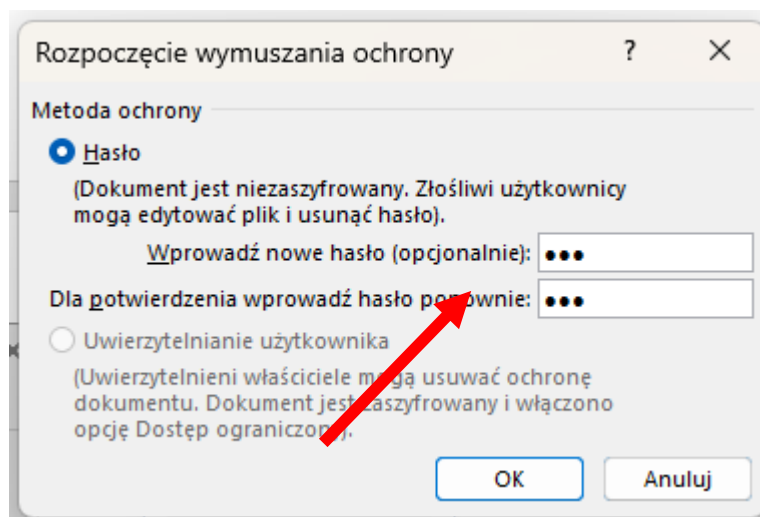 Rozpoczęcie wymuszania ochrony ? ×
Metoda ochrony
Hasło
(Dokument jest niezaszyfrowany. Złośliwi użytkownicy
mogą edytować plik i usunąć hasło).
Wprowadź nowe hasło (opcjonalnie): •••
Dla potwierdzenia wprowadź hasło ponownie: •••
Uwierzytelnianie użytkownika
(Uwierzytelnieni właściciele mogą usuwać ochronę
dokumentu. Dokument jest zaszyfrowany i włączono
opcję Dostęp ograniczony).
OK Anuluj